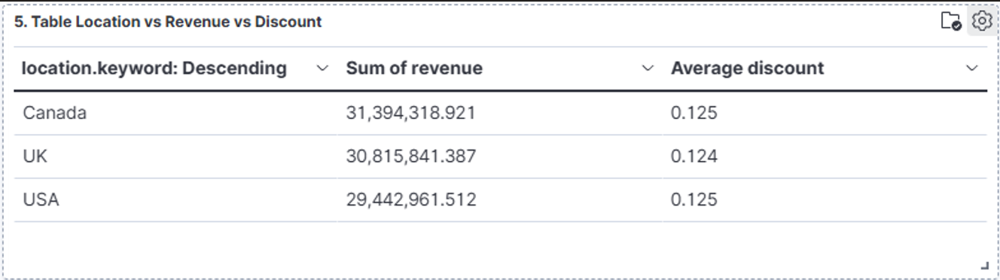 5. Table Location vs Revenue vs Discount
location.keyword: Descending Sum of revenue Average discount
Canada 31,394,318.921 0.125
UK 30,815,841.387 0.124
USA 29,442,961.512 0.125